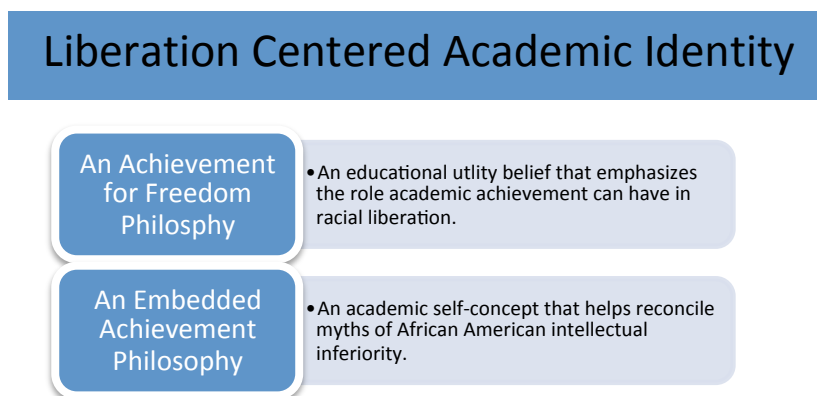 Liberation Centered Academic Identity
An Achievement
for Freedom
Philosphy
•An educational utlity belief that emphasizes
the role academic achievement can have in
racial liberation.
An Embedded
Achievement
Philosophy
•An academic self-concept that helps reconcile
myths of African American intellectual
inferiority.